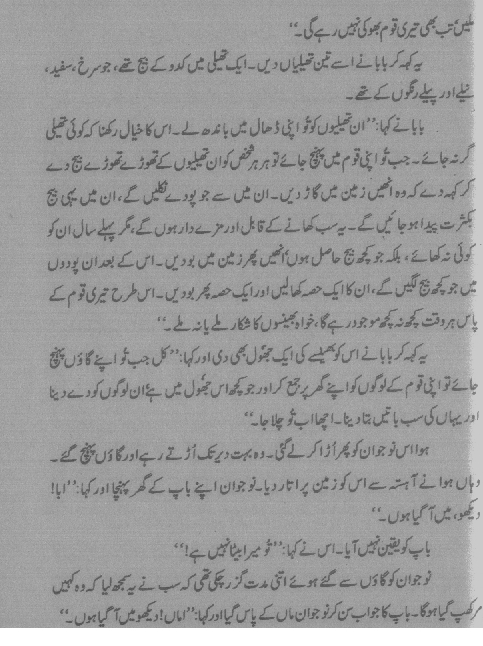 ملیں، تب بھی تیری قوم بھوکی نہیں رہے گی۔‘‘
یہ کہہ کر بابا نے اسے تین تھیلیاں دیں۔ ایک تھیلی میں کدو کے بیج تھے، جو سرخ، سفید،
نیلے اور پیلے رنگوں کے تھے۔
بابا نے کہا: ’’ان تھیلیوں کو تُو اپنی ڈھال میں باندھ لے۔ اس کا خیال رکھنا کہ کوئی تھیلی
گر نہ جائے۔ جب تُو اپنی قوم میں پہنچ جائے تو ہر ہر شخص کو ان تھیلیوں کے تھوڑے تھوڑے بیج دے
کر کہہ دے کہ وہ انھیں زمین میں گاڑ دیں۔ ان میں سے جو پودے نکلیں گے، ان میں یہی بیج
بکثرت پیدا ہو جائیں گے۔ یہ سب کھانے کے قابل اور مزے دار ہوں گے، مگر پہلے سال ان کو
کوئی نہ کھائے، بلکہ جو کچھ بیج حاصل ہوں، انھیں پھر زمین میں بو دیں۔ اس کے بعد ان پودوں
میں جو کچھ بیج لگیں گے، ان کا ایک حصہ کھا لیں اور ایک حصہ پھر بو دیں۔ اس طرح تیری قوم کے
پاس ہر وقت کچھ نہ کچھ موجود رہے گا، خواہ بھینسوں کا شکار ملے یا نہ ملے۔‘‘
یہ کہہ کر بابا نے اس کو بھینسے کی ایک جھُول بھی دی اور کہا: ’’کل جب تُو اپنے گاؤں پہنچ
جائے تو اپنی قوم کے لوگوں کو اپنے گھر پر جمع کر اور جو کچھ اس جھُول میں ہے، ان لوگوں کو دے دینا
اور یہاں کی سب باتیں بتا دینا۔ اچھا اب تُو چلا جا۔‘‘
ہوا اس نوجوان کو پھر اُڑا کر لے گئی۔ وہ بہت دیر تک اُڑتے رہے اور گاؤں پہنچ گئے۔
وہاں ہوا نے آہستہ سے اس کو زمین پر اتار دیا۔ نوجوان اپنے باپ کے گھر پہنچا اور کہا: ’’ابا!
دیکھو، میں آ گیا ہوں۔‘‘
باپ کو یقین نہیں آیا۔ اس نے کہا: ’’تُو میرا بیٹا نہیں ہے!‘‘
نوجوان کو گاؤں سے گئے ہوئے اتنی مدت گزر چکی تھی کہ سب نے یہ سمجھ لیا کہ وہ کہیں
مر کھپ گیا ہوگا۔ باپ کا جواب سن کر نوجوان ماں کے پاس گیا اور کہا: ’’اماں! دیکھو میں آ گیا ہوں۔‘‘